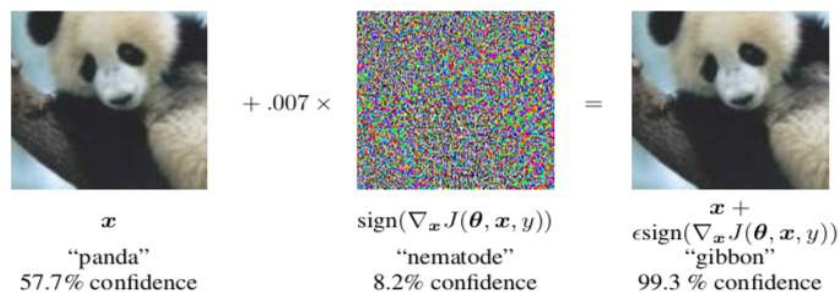 + .007 ×
=
x
sign(∇ₓJ(θ, x, y))
x +
ϵsign(∇ₓJ(θ, x, y))
“panda”
“nematode”
“gibbon”
57.7% confidence
8.2% confidence
99.3 % confidence